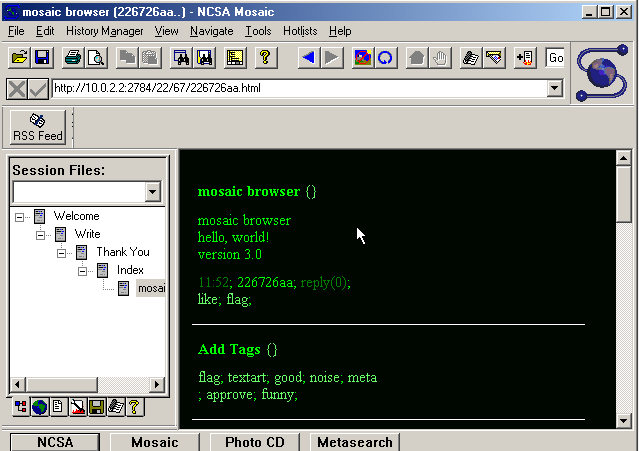 mosaic browser (226726aa..) - NCSA Mosaic
File Edit History Manager View Navigate Tools Hotlists Help
Go
http://10.0.2.2:2784/22/67/226726aa.html
RSS Feed
Session Files:
Welcome
Write
Thank You
Index
mosai
mosaic browser {}
mosaic browser
hello, world!
version 3.0
11:52; 226726aa; reply(0);
like; flag;
Add Tags {}
flag; textart; good; noise; meta
; approve; funny;
NCSA Mosaic Photo CD Metasearch